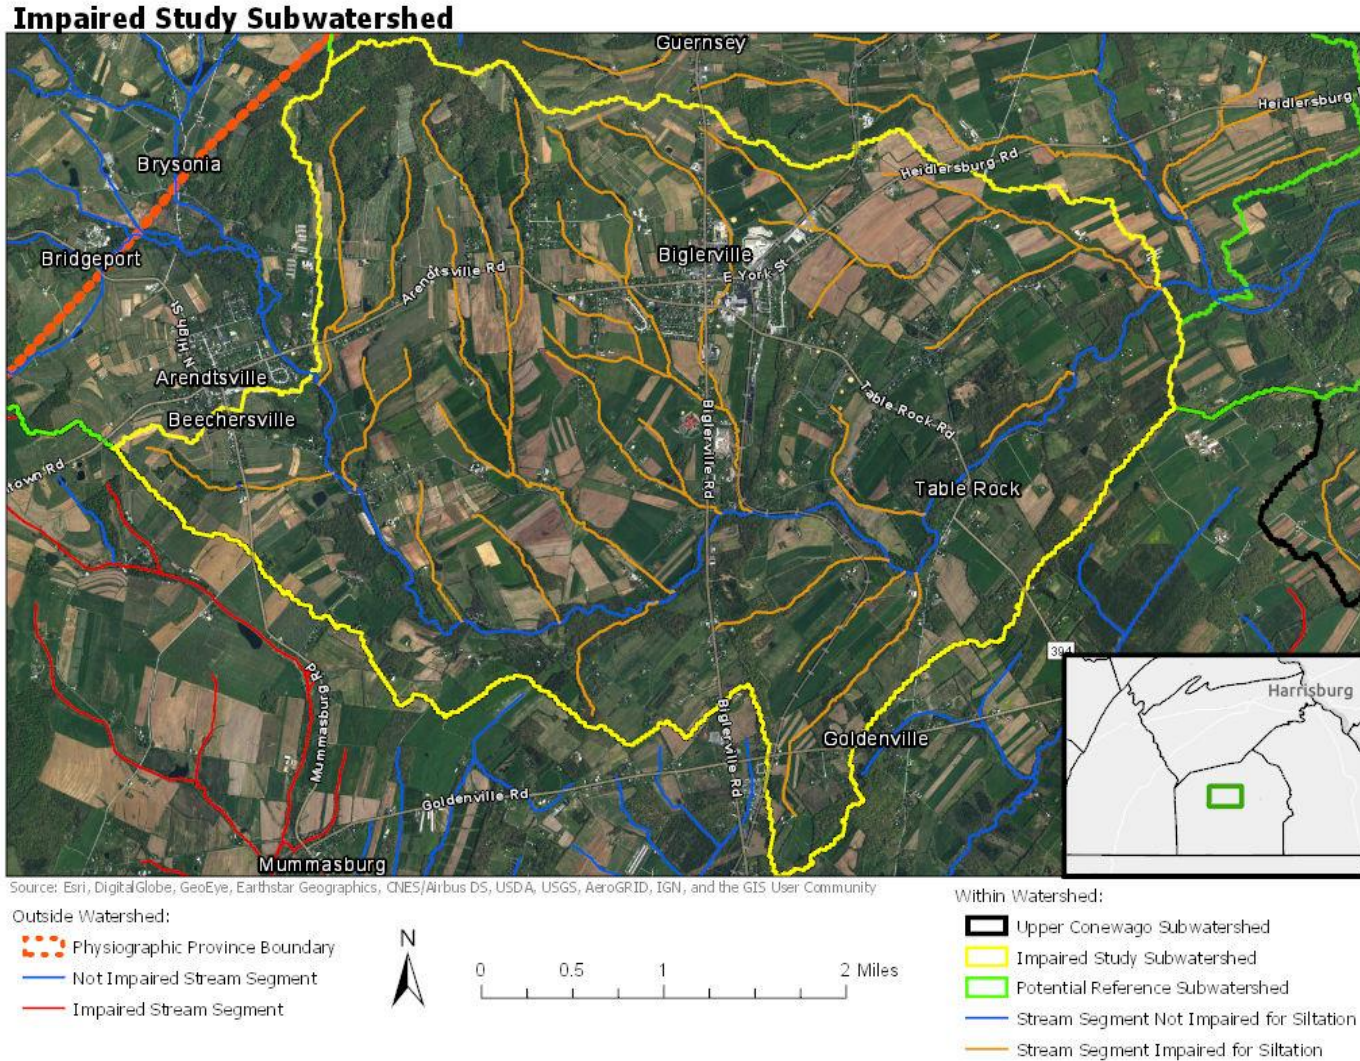 Impaired Study Subwatershed
Guernsey
Heidlersburg
Brysonia
Heidlersburg Rd
Bridgeport
Biglerville
Arendtsville Rd
E York St
N High St
Arendtsville
Beechersville
Table Rock Rd
Biglerville Rd
town Rd
Table Rock
394
Mummasburg Rd
Harrisburg
Biglerville Rd
Goldenville
Goldenville Rd
Mummasburg
Source: Esri, DigitalGlobe, GeoEye, Earthstar Geographics, CNES/Airbus DS, USDA, USGS, AeroGRID, IGN, and the GIS User Community
Outside Watershed:
Physiographic Province Boundary
Not Impaired Stream Segment
Impaired Stream Segment
N
0 0.5 1 2 Miles
Within Watershed:
Upper Conewago Subwatershed
Impaired Study Subwatershed
Potential Reference Subwatershed
Stream Segment Not Impaired for Siltation
Stream Segment Impaired for Siltation